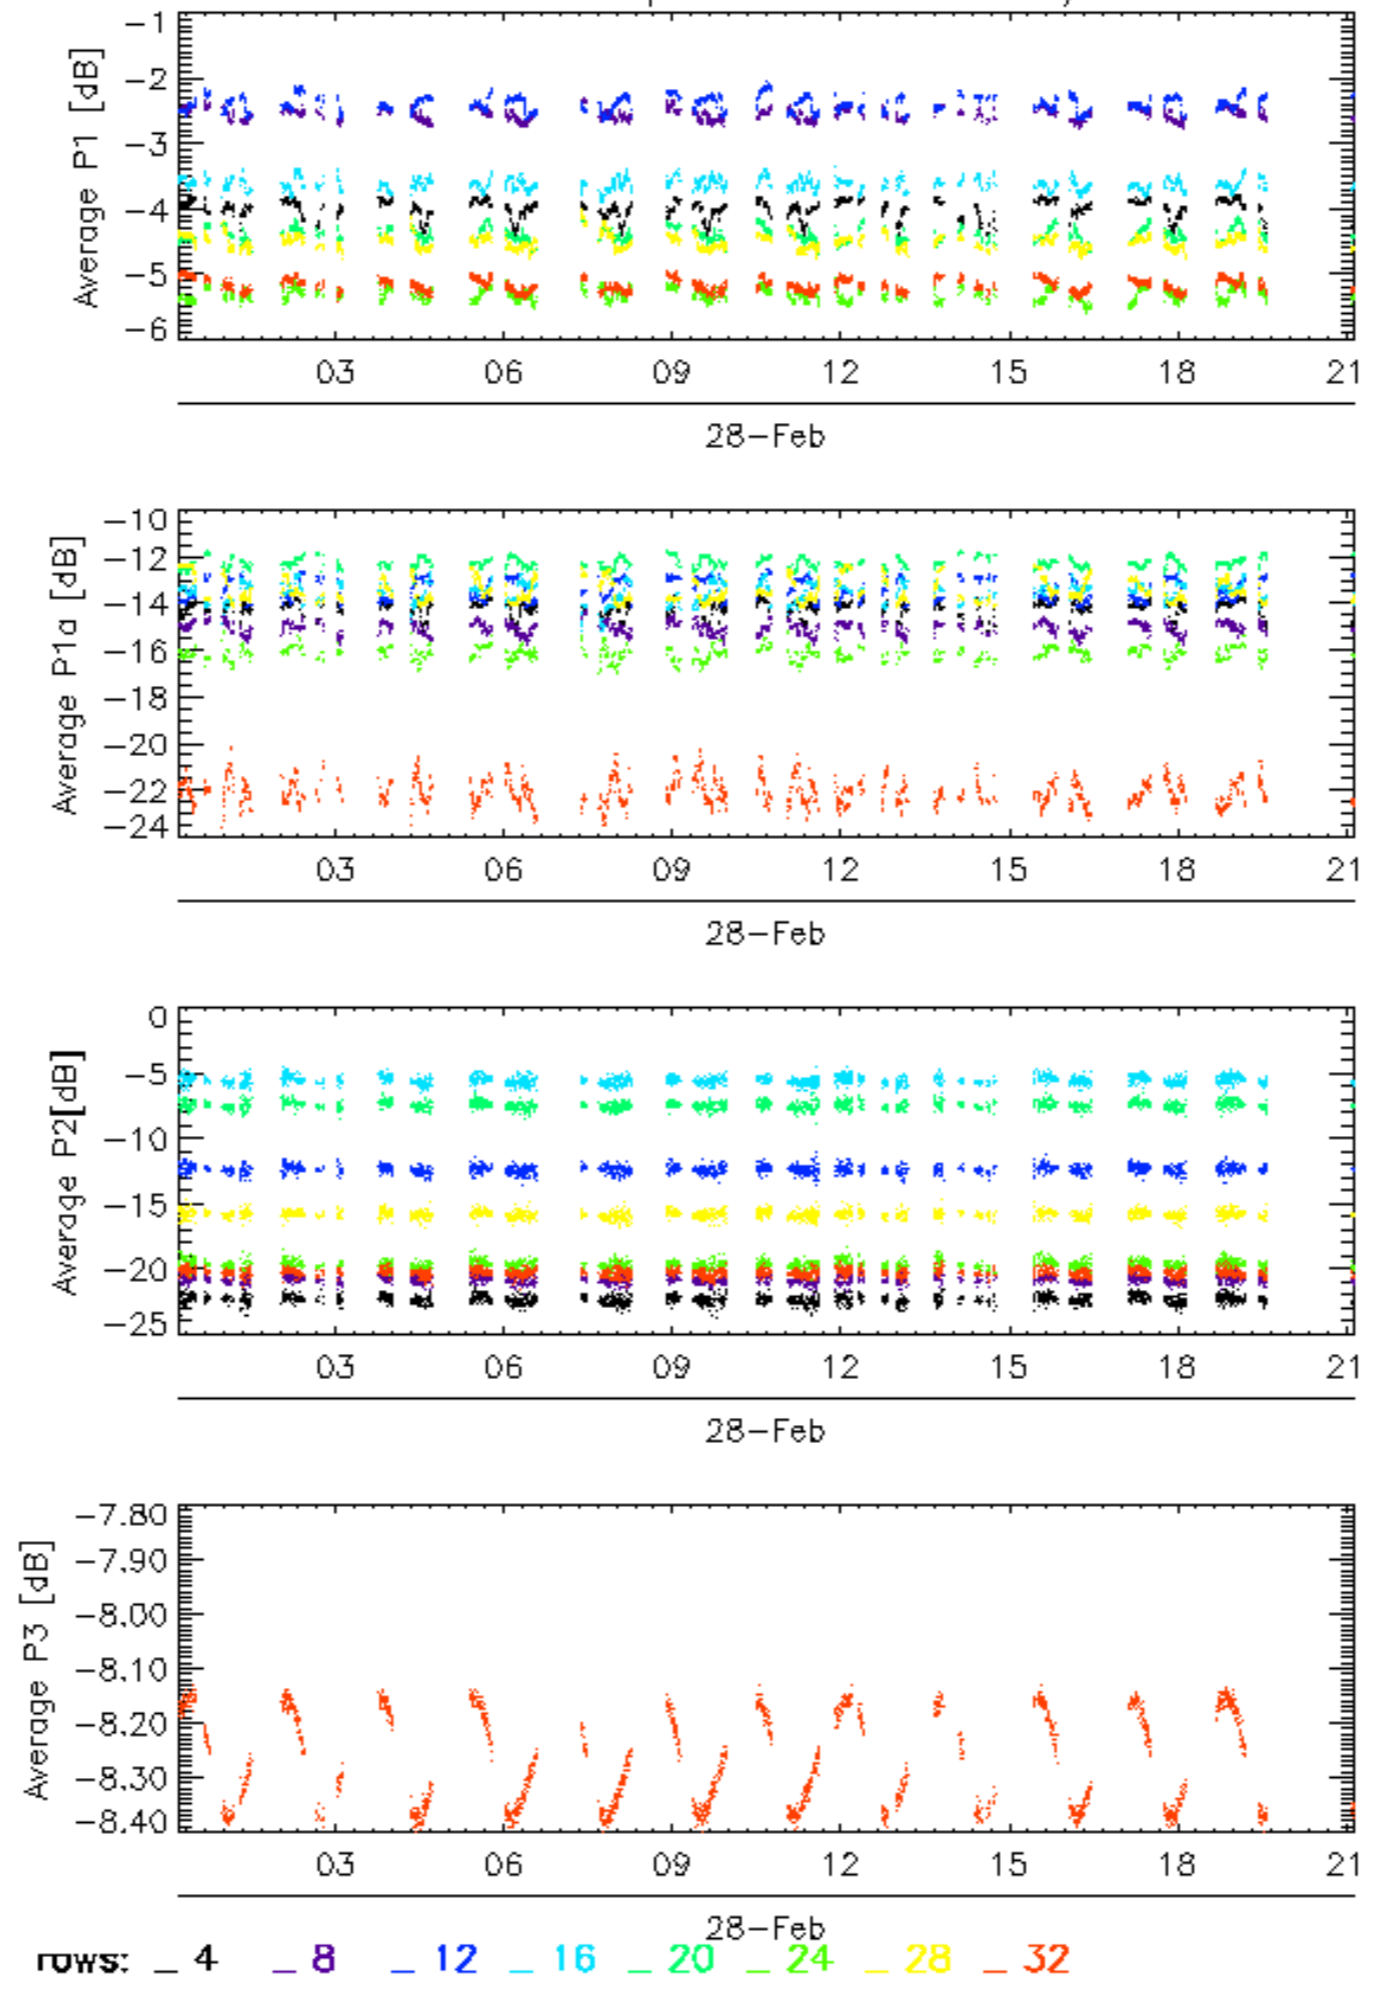 Average P1 [dB]
-1
-2
-3
-4
-5
-6
03 06 09 12 15 18 21
28-Feb
Average P1a [dB]
-10
-12
-14
-16
-18
-20
-22
-24
03 06 09 12 15 18 21
28-Feb
Average P2[dB]
0
-5
-10
-15
-20
-25
03 06 09 12 15 18 21
28-Feb
Average P3 [dB]
-7.80
-7.90
-8.00
-8.10
-8.20
-8.30
-8.40
03 06 09 12 15 18 21
28-Feb
rows: _ 4 _ 8 _ 12 _ 16 _ 20 _ 24 _ 28 _ 32